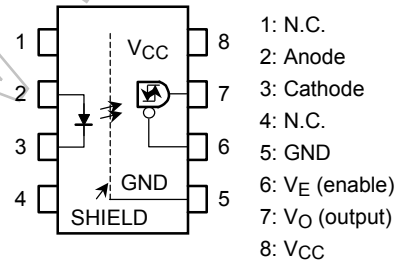 1
2
3
4
VCC
GND
SHIELD
8
7
6
5
1: N.C.
2: Anode
3: Cathode
4: N.C.
5: GND
6: VE (enable)
7: VO (output)
8: VCC